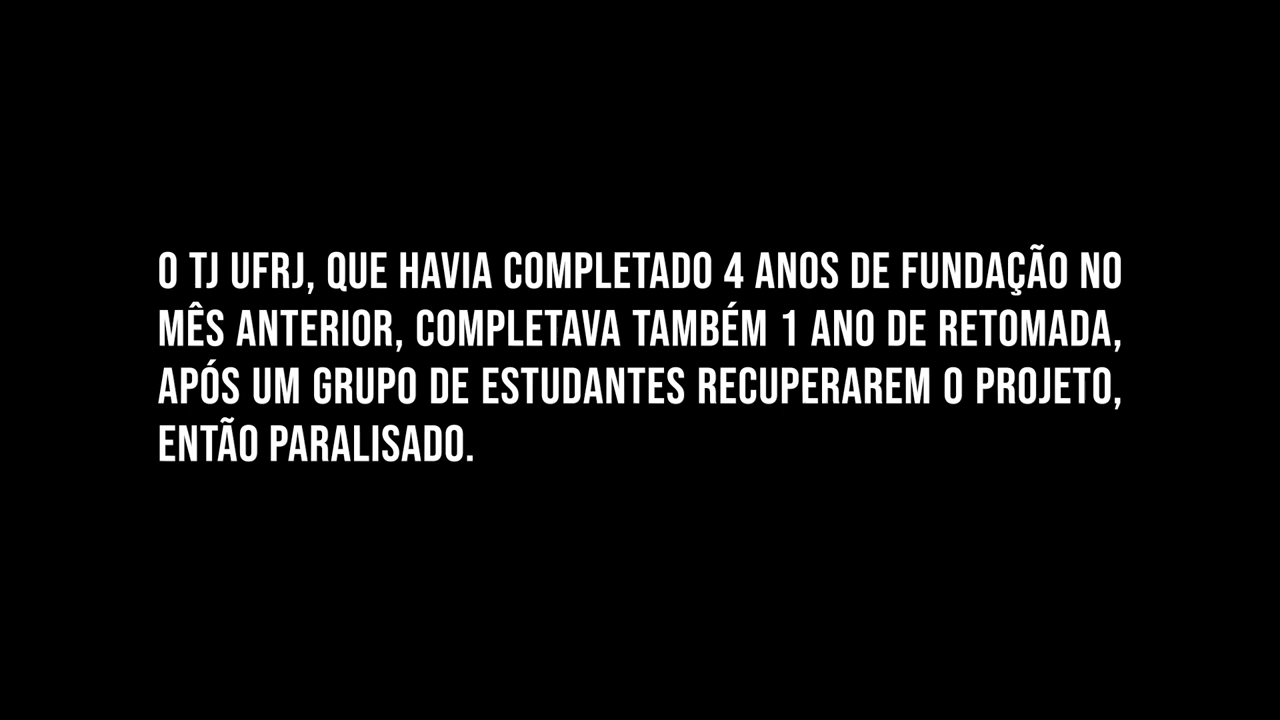 O TJ UFRJ, QUE HAVIA COMPLETADO 4 ANOS DE FUNDAÇÃO NO
MÊS ANTERIOR, COMPLETAVA TAMBÉM 1 ANO DE RETOMADA,
APÓS UM GRUPO DE ESTUDANTES RECUPERAREM O PROJETO,
ENTÃO PARALISADO.